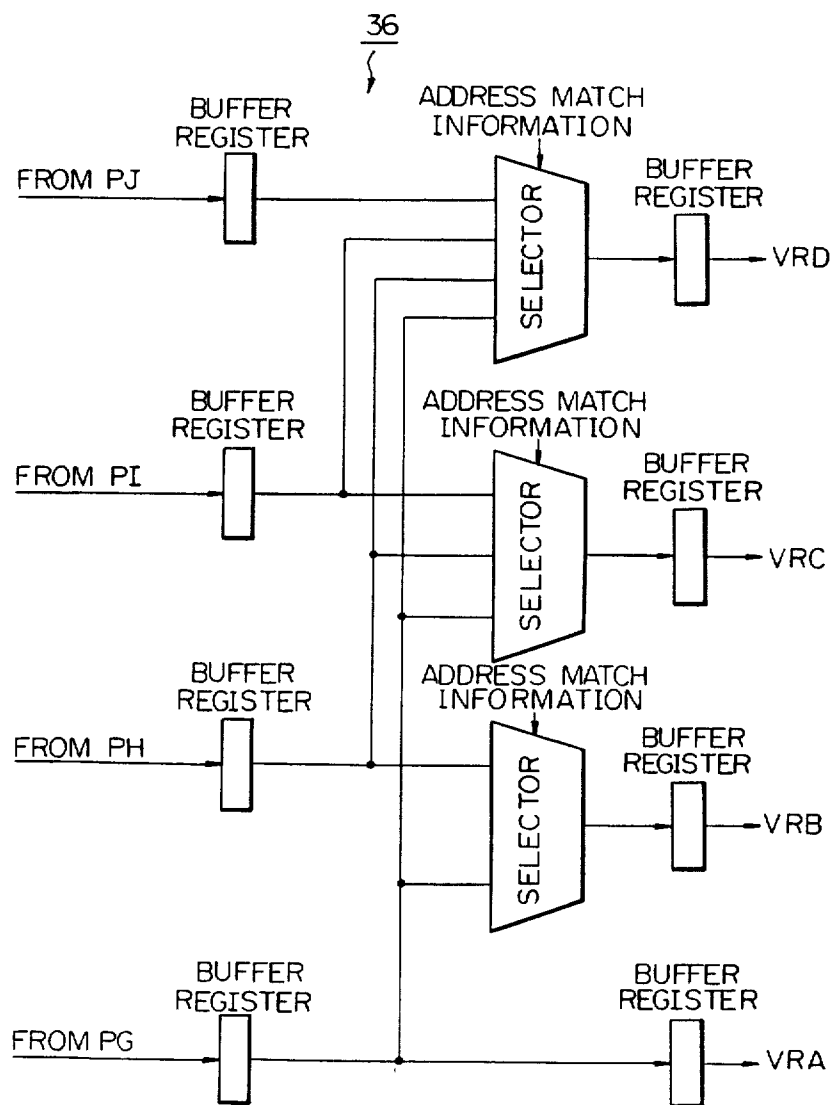 36
ADDRESS MATCH
INFORMATION
BUFFER
REGISTER
BUFFER
REGISTER
FROM PJ
SELECTOR
VRD
ADDRESS MATCH
INFORMATION
BUFFER
REGISTER
BUFFER
REGISTER
FROM PI
SELECTOR
VRC
ADDRESS MATCH
INFORMATION
BUFFER
REGISTER
BUFFER
REGISTER
FROM PH
SELECTOR
VRB
BUFFER
REGISTER
BUFFER
REGISTER
FROM PG
VRA